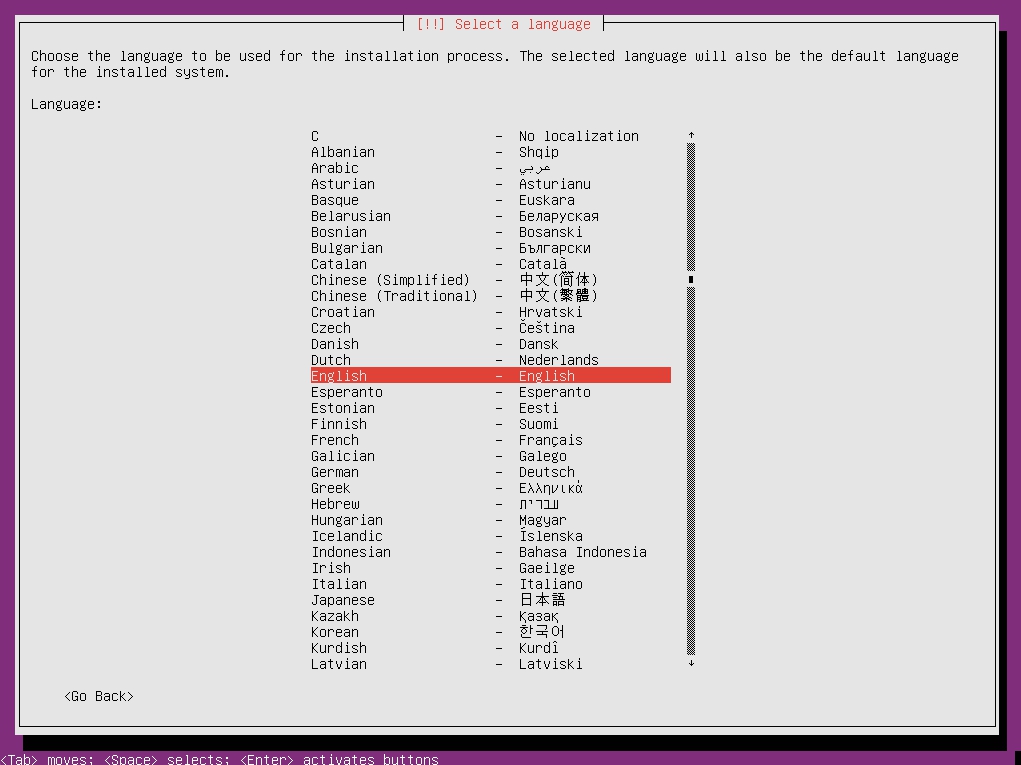 [!!] Select a language
Choose the language to be used for the installation process. The selected language will also be the default language
for the installed system.
Language:
C - No localization
Albanian - Shqip
Arabic - عربي
Asturian - Asturianu
Basque - Euskara
Belarusian - Беларуская
Bosnian - Bosanski
Bulgarian - Български
Catalan - Català
Chinese (Simplified) - 中文(简体)
Chinese (Traditional) - 中文(繁體)
Croatian - Hrvatski
Czech - Čeština
Danish - Dansk
Dutch - Nederlands
English - English
Esperanto - Esperanto
Estonian - Eesti
Finnish - Suomi
French - Français
Galician - Galego
German - Deutsch
Greek - Ελληνικά
Hebrew - עברית
Hungarian - Magyar
Icelandic - Íslenska
Indonesian - Bahasa Indonesia
Irish - Gaeilge
Italian - Italiano
Japanese - 日本語
Kazakh - Қазақ
Korean - 한국어
Kurdish - Kurdî
Latvian - Latviski
<Go Back>
<Tab> moves; <Space> selects; <Enter> activates buttons